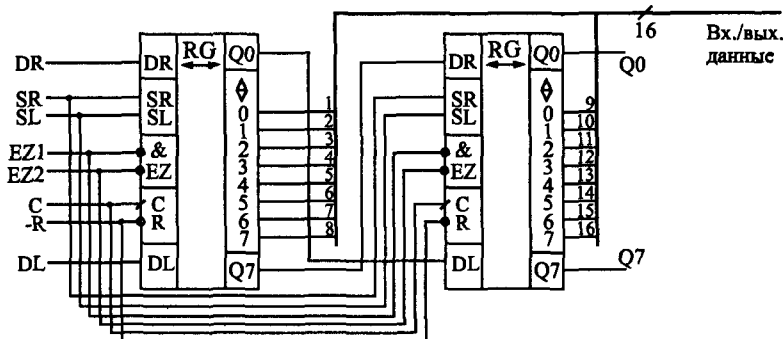 16
Вх./вых.
данные
DR
SR
SL
EZ1
EZ2
C
-R
DL
DR
SR
SL
&
EZ
C
R
DL
RG
Q0
0
1
2
3
4
5
6
7
Q7
1
2
3
4
5
6
7
8
DR
SR
SL
&
EZ
C
R
DL
RG
Q0
0
1
2
3
4
5
6
7
Q7
9
10
11
12
13
14
15
16
Q0
Q7